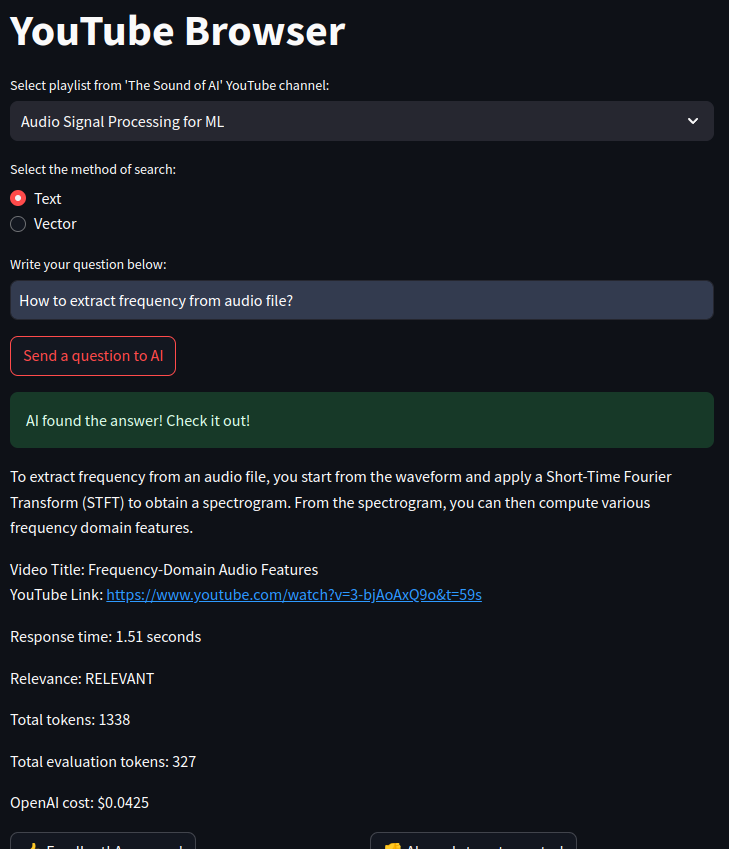 YouTube Browser
Select playlist from 'The Sound of AI' YouTube channel:
Audio Signal Processing for ML
Select the method of search:
Text
Vector
Write your question below:
How to extract frequency from audio file?
Send a question to AI
AI found the answer! Check it out!
To extract frequency from an audio file, you start from the waveform and apply a Short-Time Fourier
Transform (STFT) to obtain a spectrogram. From the spectrogram, you can then compute various
frequency domain features.
Video Title: Frequency-Domain Audio Features
YouTube Link: https://www.youtube.com/watch?v=3-bjAoAxQ9o&t=59s
Response time: 1.51 seconds
Relevance: RELEVANT
Total tokens: 1338
Total evaluation tokens: 327
OpenAI cost: $0.0425